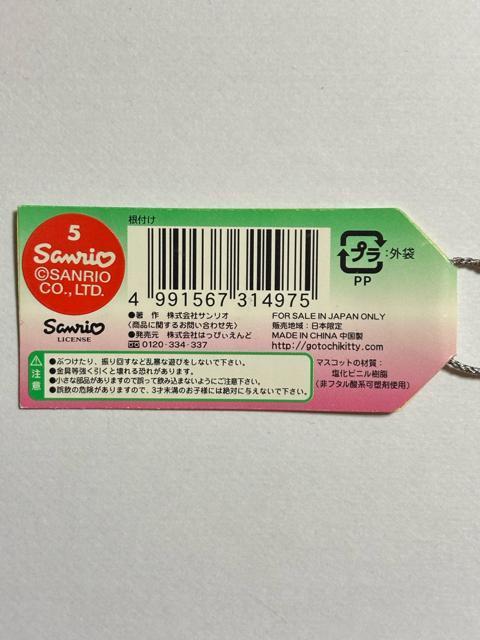 5
Sanrio
©SANRIO
CO., LTD.
Sanrio
LICENSE
根付け
4 991567 314975
●著 作 株式会社サンリオ
〈商品に関するお問い合わせ先〉
●発売元 株式会社はっぴぃえんど
0120-334-337
FOR SALE IN JAPAN ONLY
販売地域:日本限定
MADE IN CHINA 中国製
http://gotochikitty.com
プラ
:外袋
PP
注意
●ぶつけたり、振り回すなど乱暴な遊びをしないで下さい。
●金具等強く引くと壊れる恐れがあります。
●小さな部品がありますので誤って飲み込まないようにご注意下さい。
●誤飲の危険がありますので、3才未満のお子様には絶対に与えないで下さい。
マスコットの材質:
塩化ビニル樹脂
(非フタル酸系可塑剤使用)